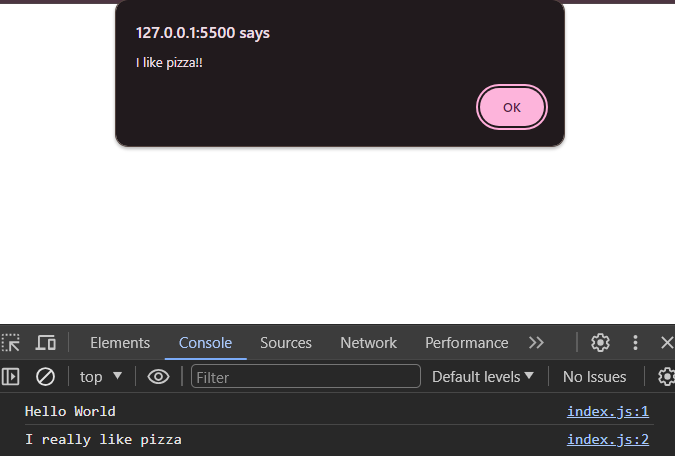 127.0.0.1:5500 says
I like pizza!!
OK
Elements Console Sources Network Performance
top Filter Default levels No Issues
Hello World index.js:1
I really like pizza index.js:2